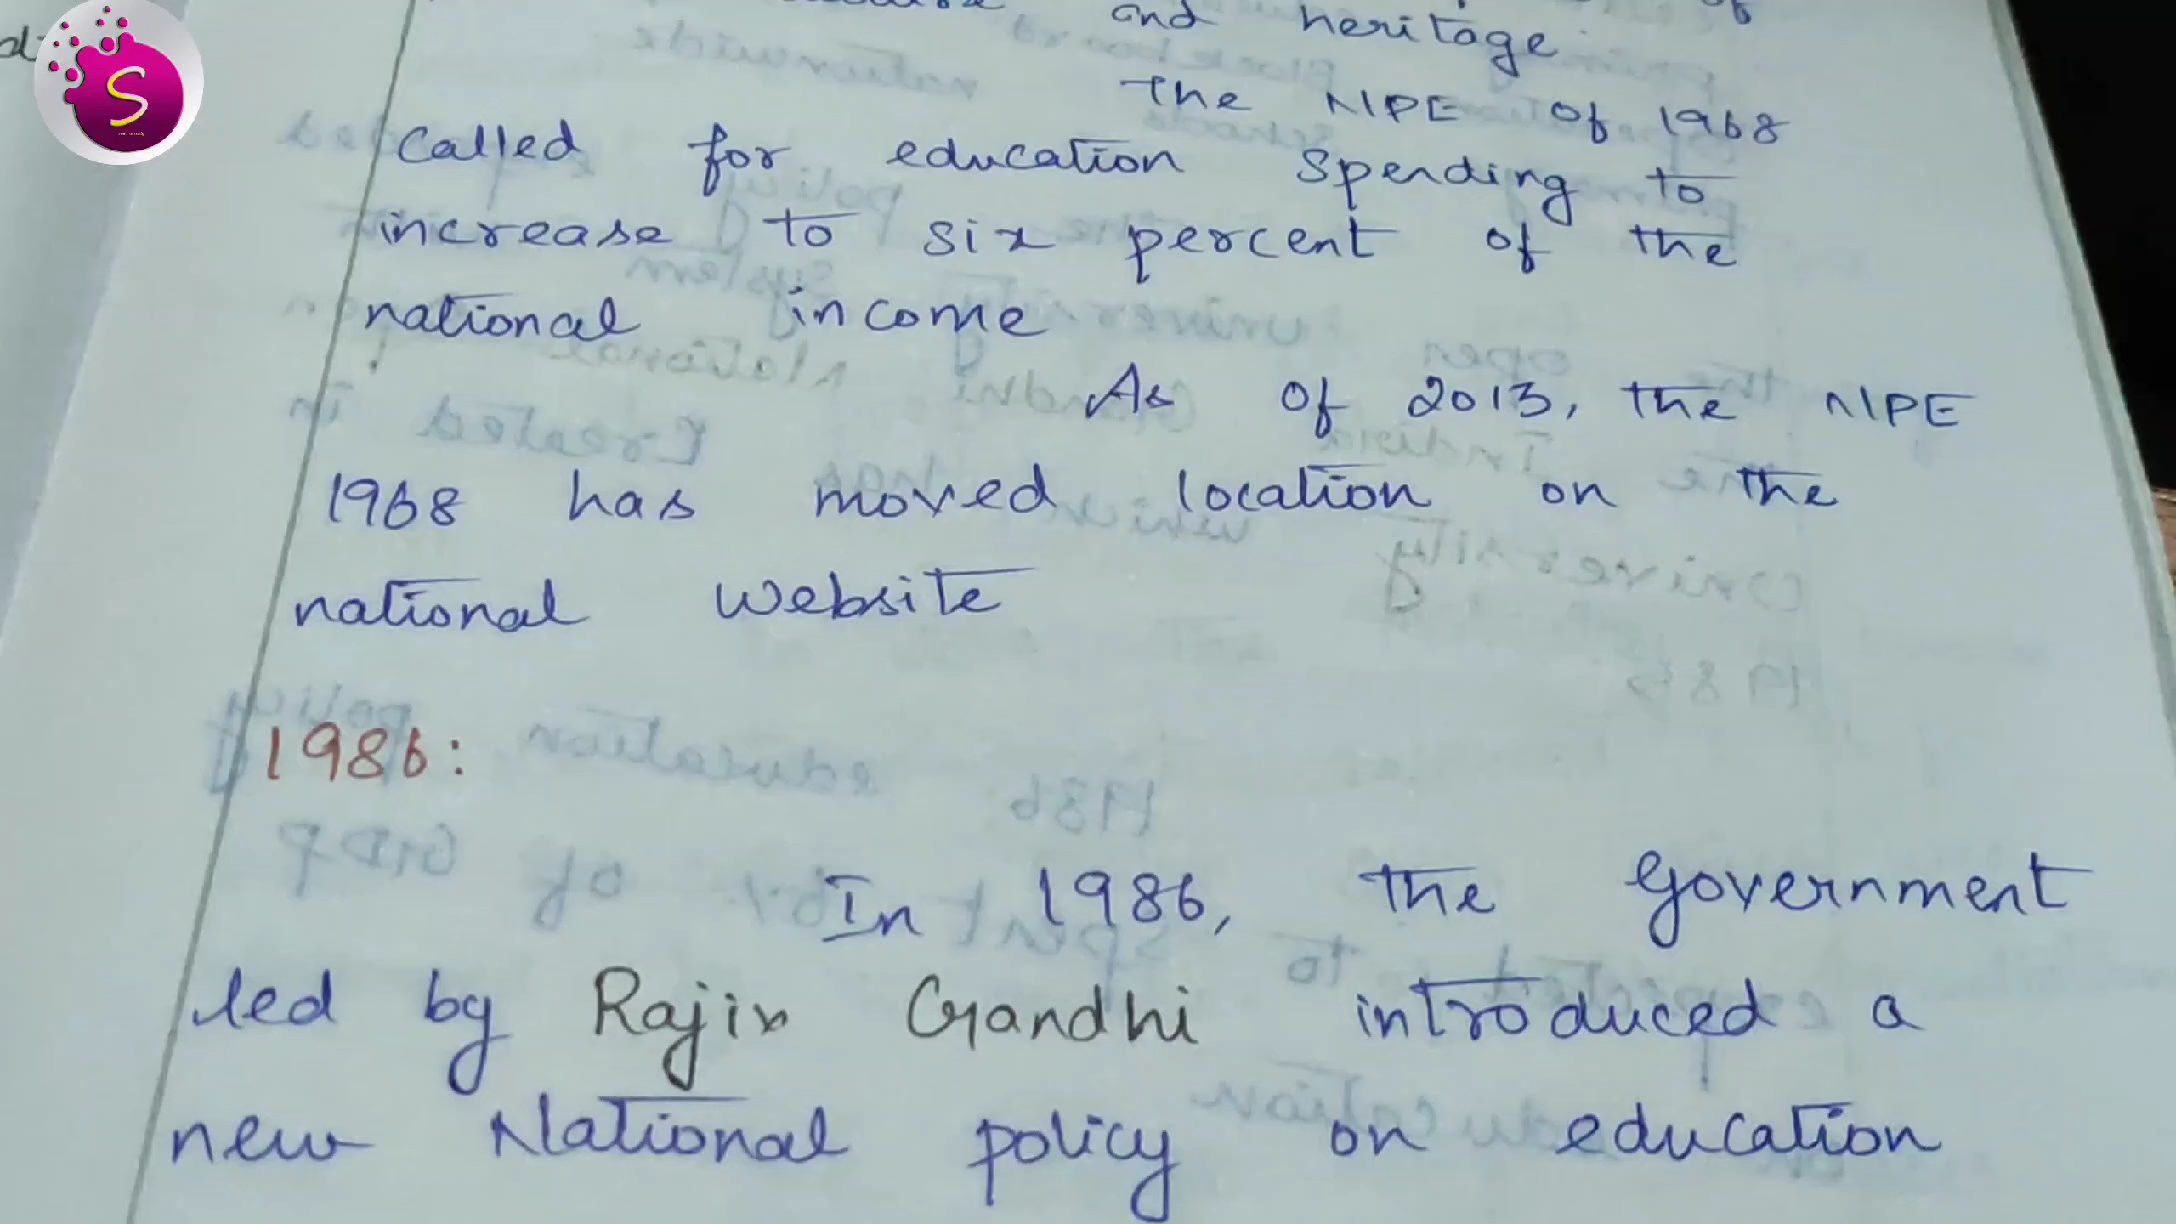 and heritage
The NPE of 1968
called for education spending to
increase to six percent of the
national income
As of 2013, the NPE
1968 has moved location on the
national website
1986:
In 1986, the government
led by Rajiv Gandhi introduced a
new National policy on education